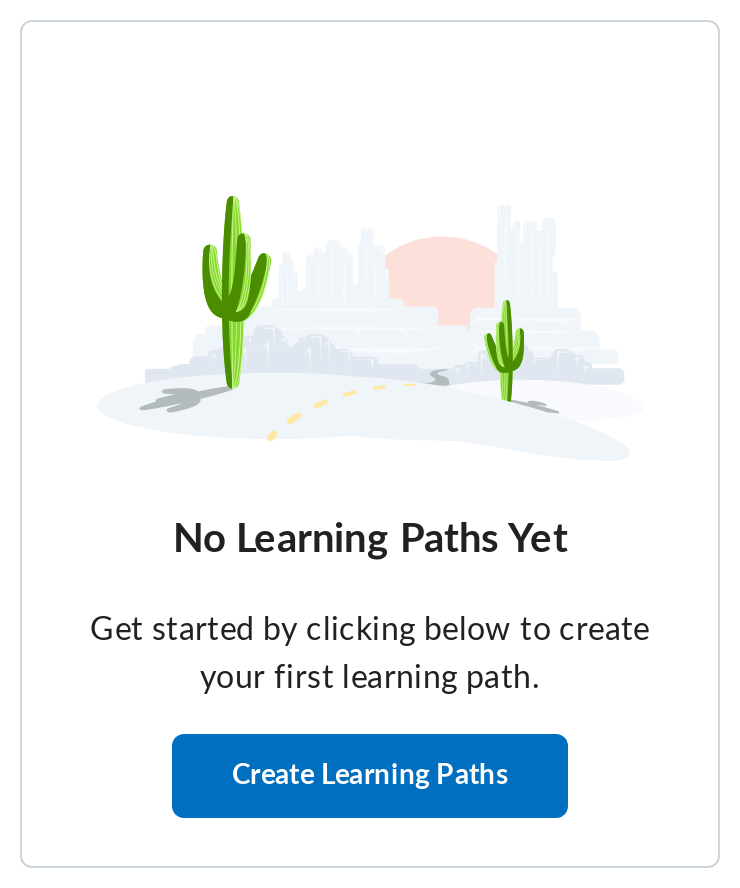 No Learning Paths Yet
Get started by clicking below to create
your first learning path.
Create Learning Paths